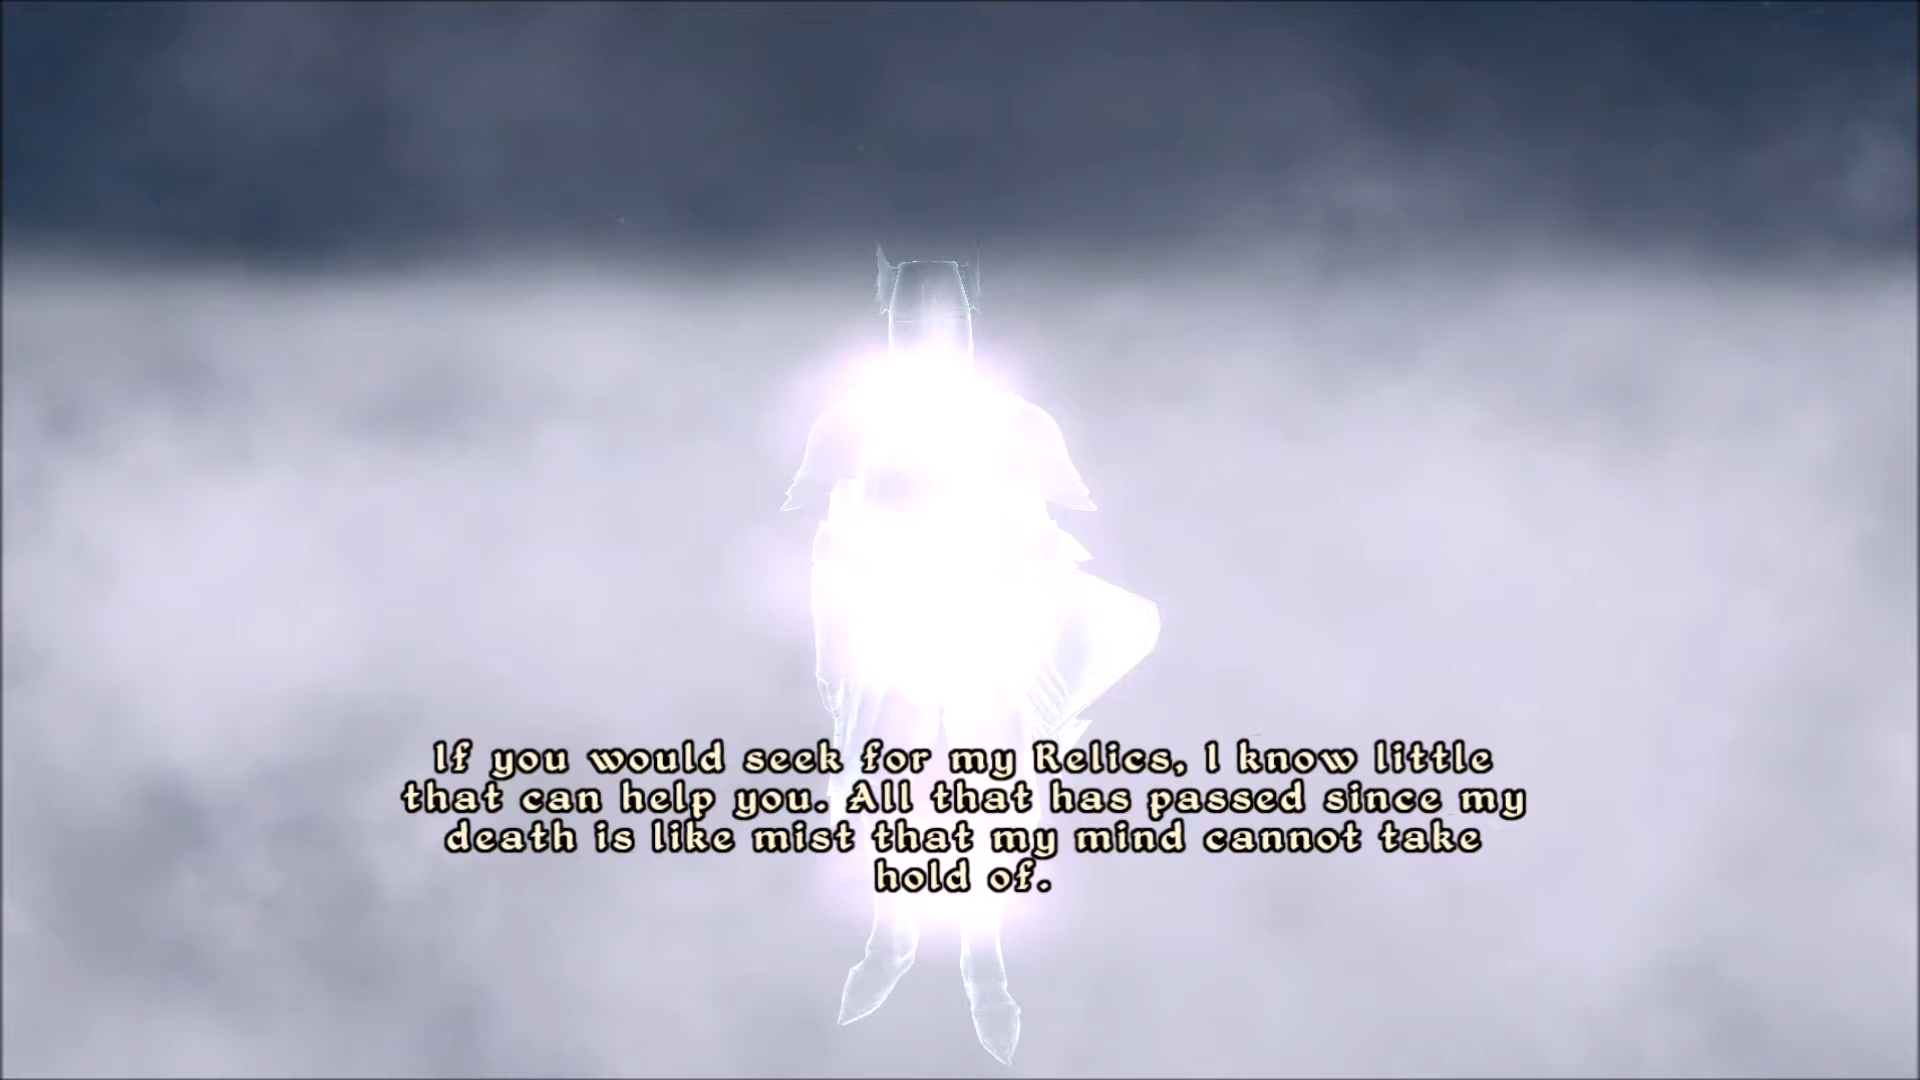 If you would seek for my Relics, I know little
that can help you. All that has passed since my
death is like mist that my mind cannot take
hold of.